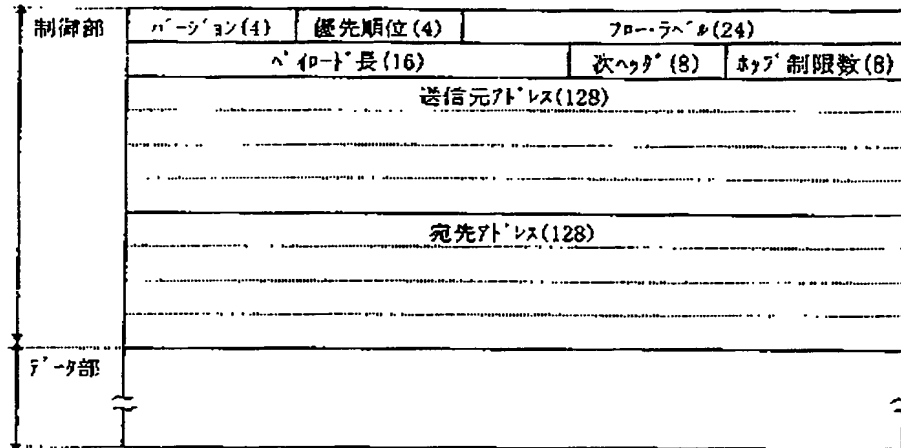 制御部 ﾊﾞｰｼﾞｮﾝ(4) 優先順位(4) ﾌﾛｰ･ﾗﾍﾞﾙ(24)
ﾍﾟｲﾛｰﾄﾞ長(16) 次ﾍｯﾀﾞ(8) ﾎｯﾌﾟ制限数(8)
送信元ｱﾄﾞﾚｽ(128)
宛先ｱﾄﾞﾚｽ(128)
ﾃﾞｰﾀ部